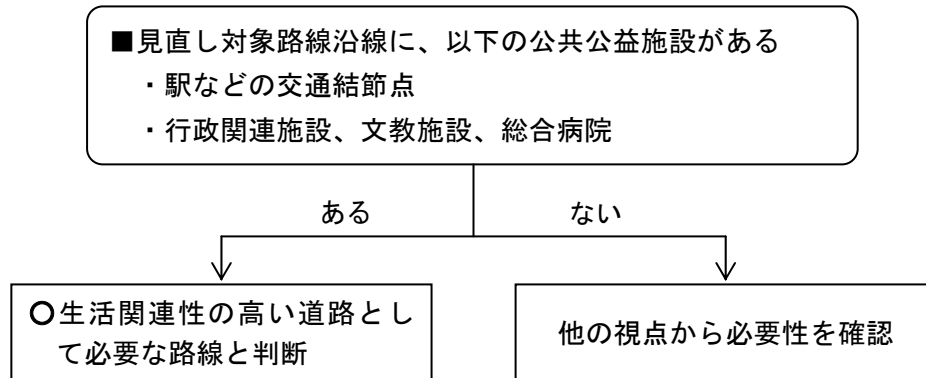 ■見直し対象路線沿線に、以下の公共公益施設がある
・駅などの交通結節点
・行政関連施設、文教施設、総合病院
ある
ない
〇生活関連性の高い道路とし
て必要な路線と判断
他の視点から必要性を確認